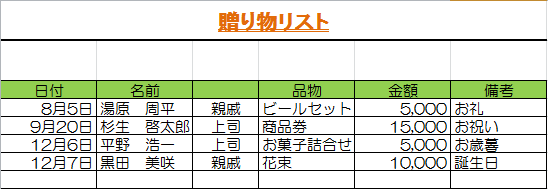 贈り物リスト
日付 名前 品物 金額 備考
8月5日 湯原 周平 親戚 ビールセット 5,000 お礼
9月20日 杉生 啓太郎 上司 商品券 15,000 お祝い
12月6日 平野 浩一 上司 お菓子詰合せ 5,000 お歳暮
12月7日 黒田 美咲 親戚 花束 10,000 誕生日